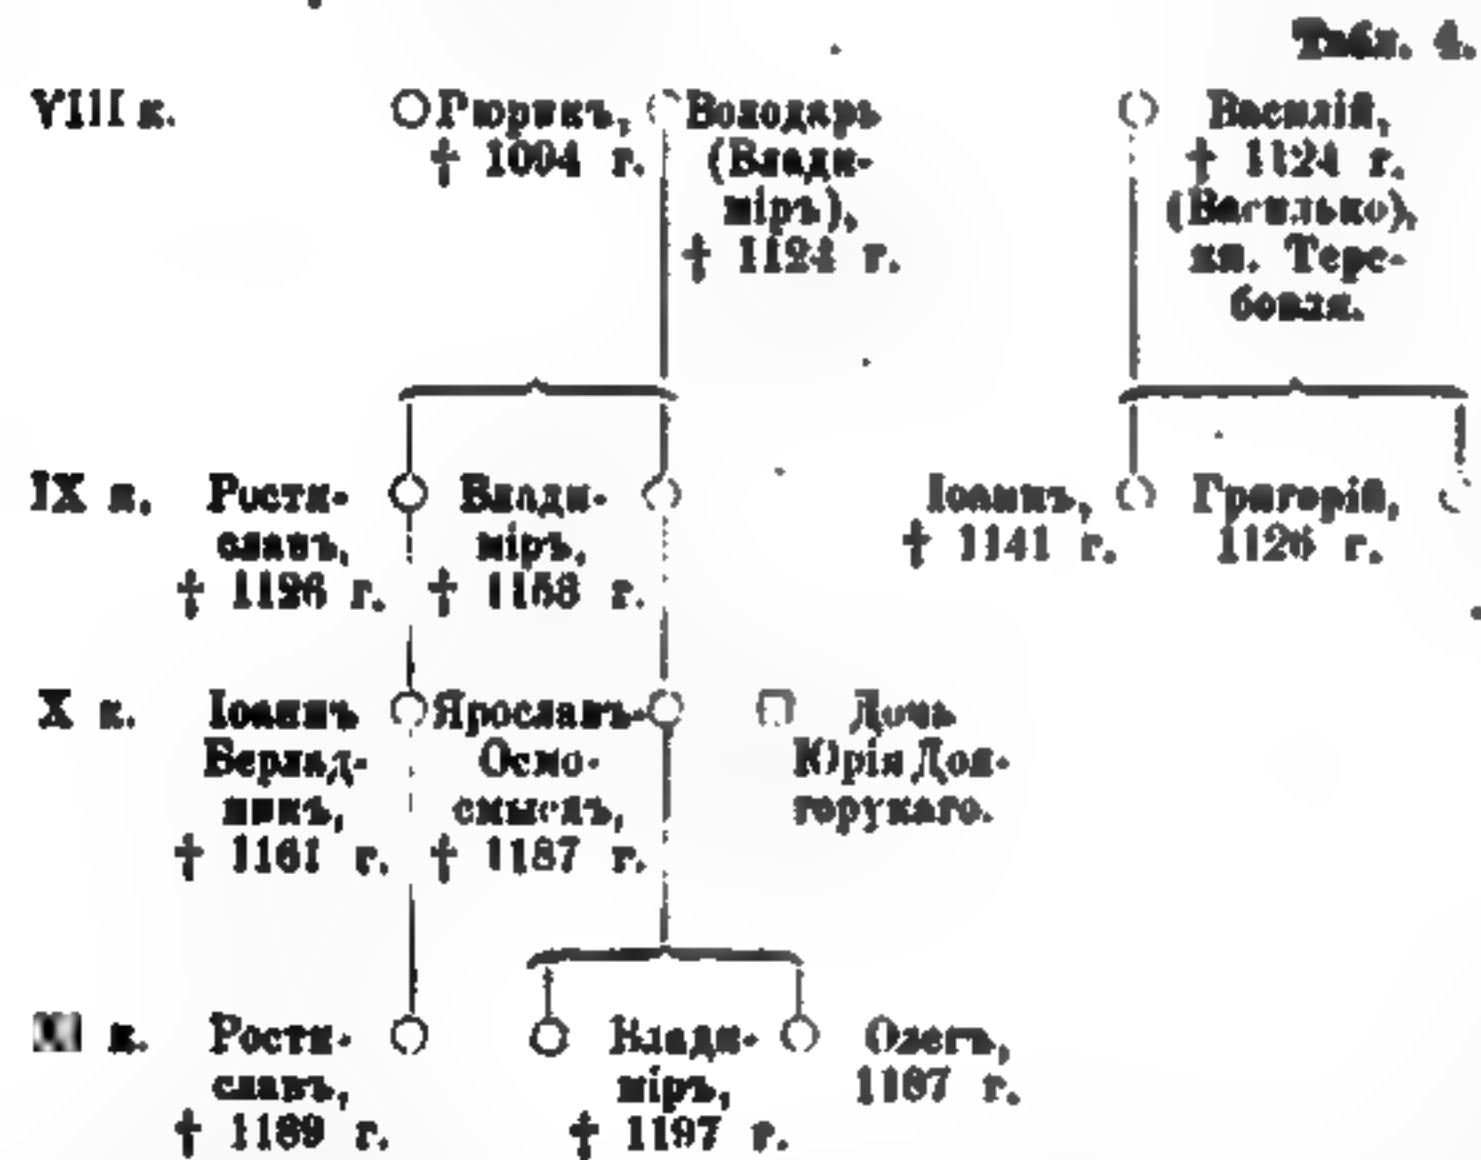 Табл. 4.
VIII к. Рюрикъ, Володарь Василій,
† 1094 г. (Влади- † 1124 г.
міръ), (Василько),
† 1124 г. кн. Тере-
бовля.
IX к. Рости- Влади- Іоаннъ, Григорій,
славъ, міръ, † 1141 г. 1126 г.
† 1126 г. † 1153 г.
X к. Іоаннъ Ярославъ- Дочь
Берлад- Осмо- Юрія Дол-
никъ, смыслъ, горукаго.
† 1161 г. † 1187 г.
XI к. Рости- Влади- Олегъ,
славъ, міръ, 1187 г.
† 1189 г. † 1197 г.